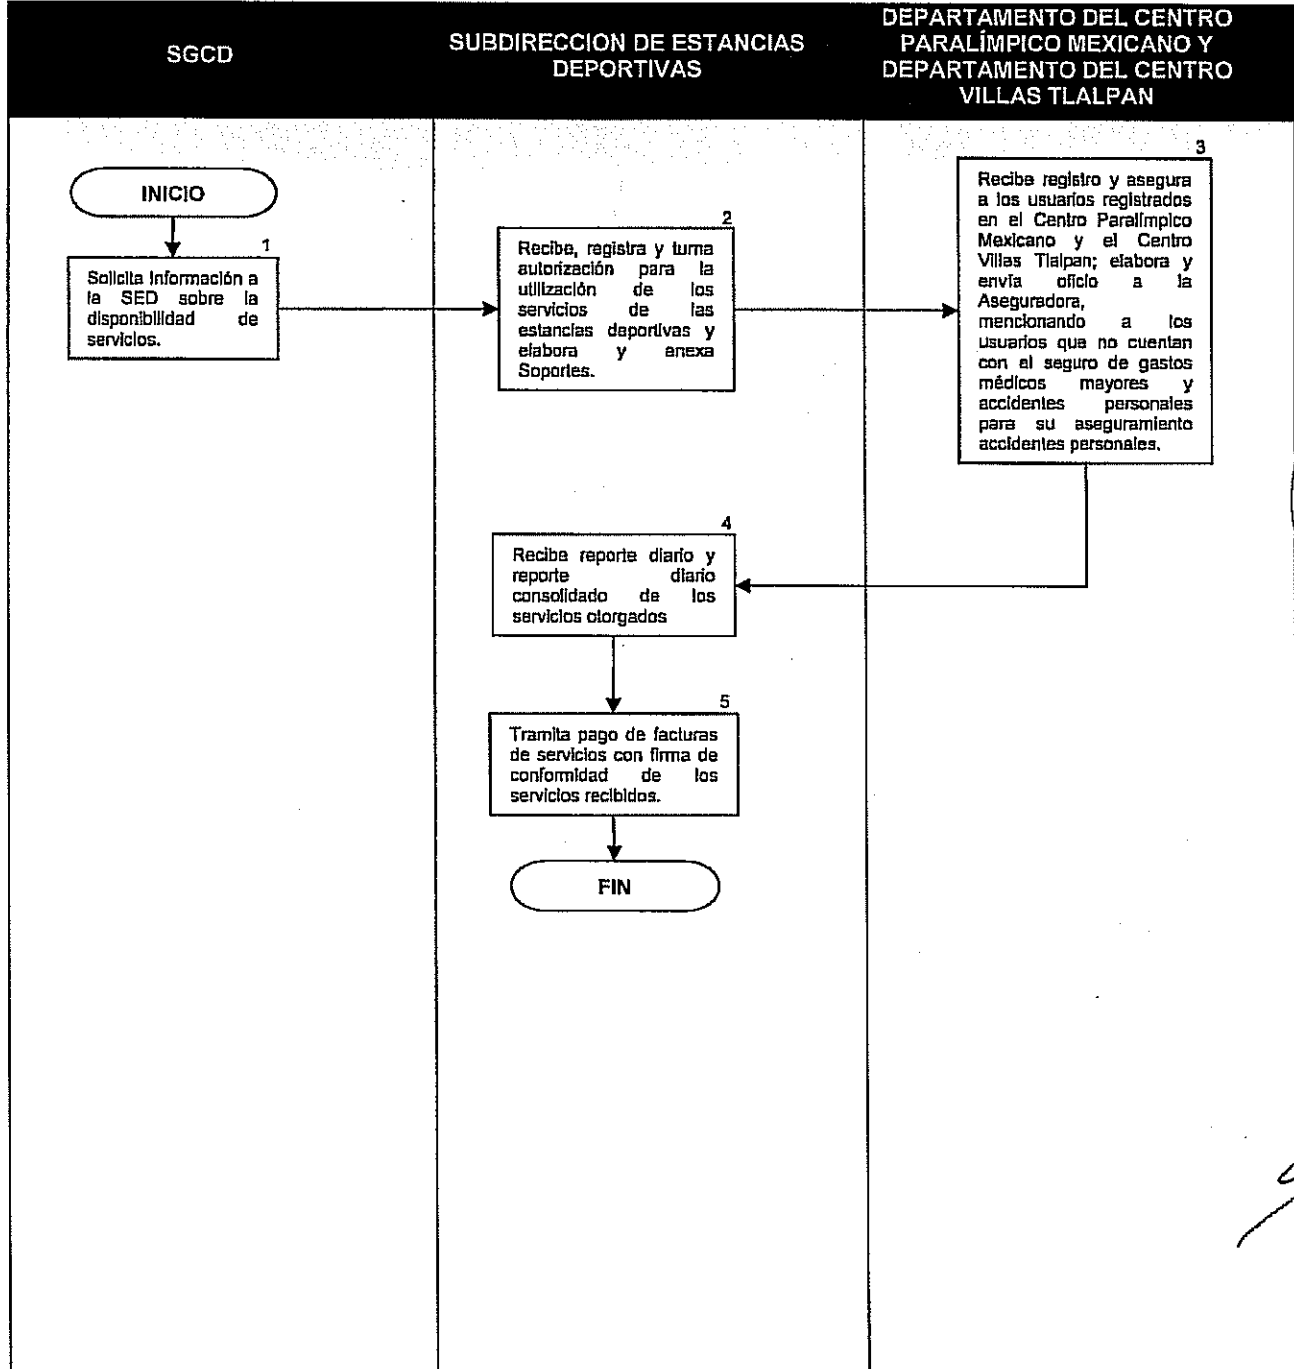 SGCD
SUBDIRECCION DE ESTANCIAS
DEPORTIVAS
DEPARTAMENTO DEL CENTRO
PARALÍMPICO MEXICANO Y
DEPARTAMENTO DEL CENTRO
VILLAS TLALPAN
INICIO
1
Solicita información a
la SED sobre la
disponibilidad de
servicios.
2
Recibe, registra y turna
autorización para la
utilización de los
servicios de las
estancias deportivas y
elabora y anexa
Soportes.
3
Recibe registro y asegura
a los usuarios registrados
en el Centro Paralímpico
Mexicano y el Centro
Villas Tlalpan; elabora y
envía oficio a la
Aseguradora,
mencionando a los
usuarios que no cuentan
con el seguro de gastos
médicos mayores y
accidentes personales
para su aseguramiento
accidentes personales.
4
Recibe reporte diario y
reporte diario
consolidado de los
servicios otorgados
5
Tramita pago de facturas
de servicios con firma de
conformidad de los
servicios recibidos.
FIN